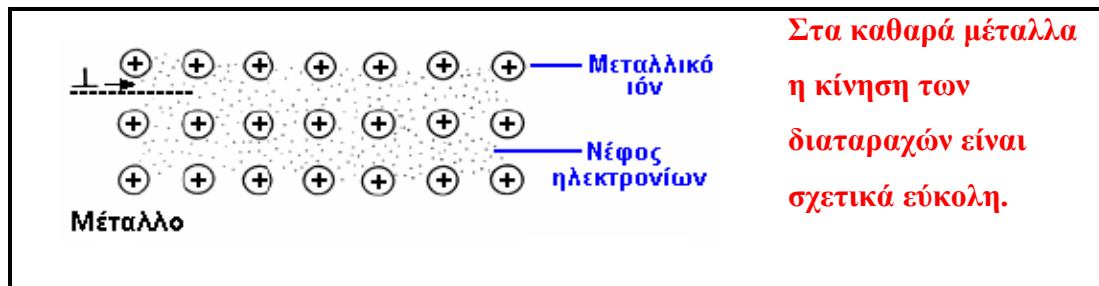 Μεταλλικό
ιόν
Νέφος
ηλεκτρονίων
Μέταλλο
Στα καθαρά μέταλλα
η κίνηση των
διαταραχών είναι
σχετικά εύκολη.